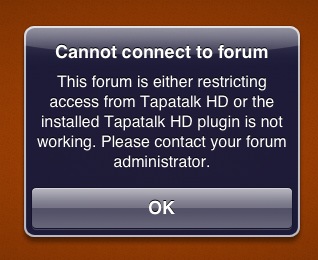 Cannot connect to forum
This forum is either restricting
access from Tapatalk HD or the
installed Tapatalk HD plugin is not
working. Please contact your forum
administrator.
OK